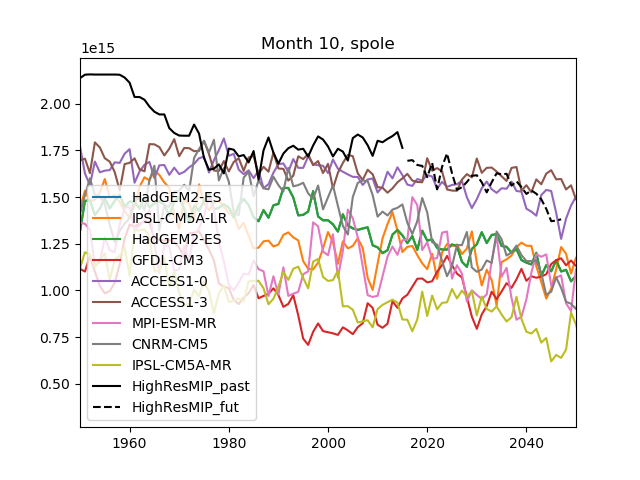 Month 10, spole
1e15
2.00
1.75
1.50
1.25
1.00
0.75
0.50
HadGEM2-ES
IPSL-CM5A-LR
HadGEM2-ES
GFDL-CM3
ACCESS1-0
ACCESS1-3
MPI-ESM-MR
CNRM-CM5
IPSL-CM5A-MR
HighResMIP_past
HighResMIP_fut
1960 1980 2000 2020 2040